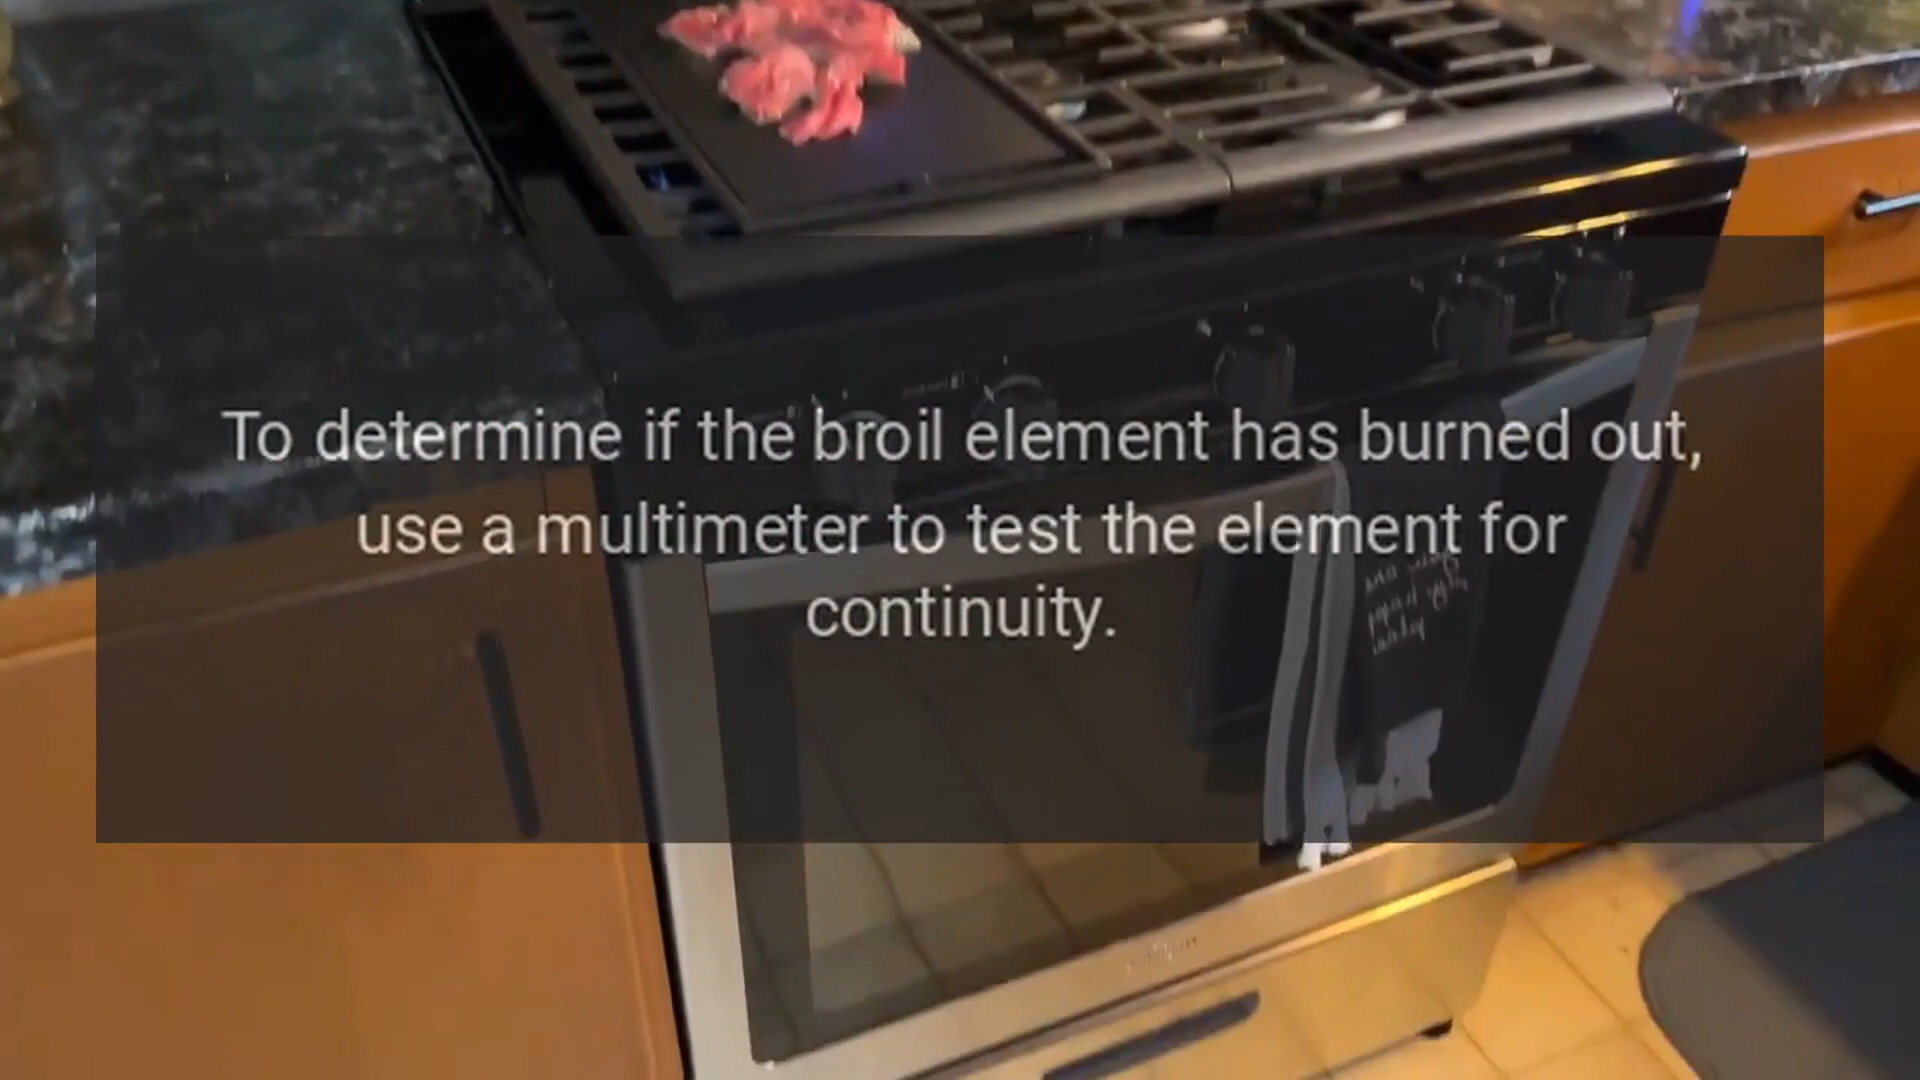 To determine if the broil element has burned out,
use a multimeter to test the element for
continuity.